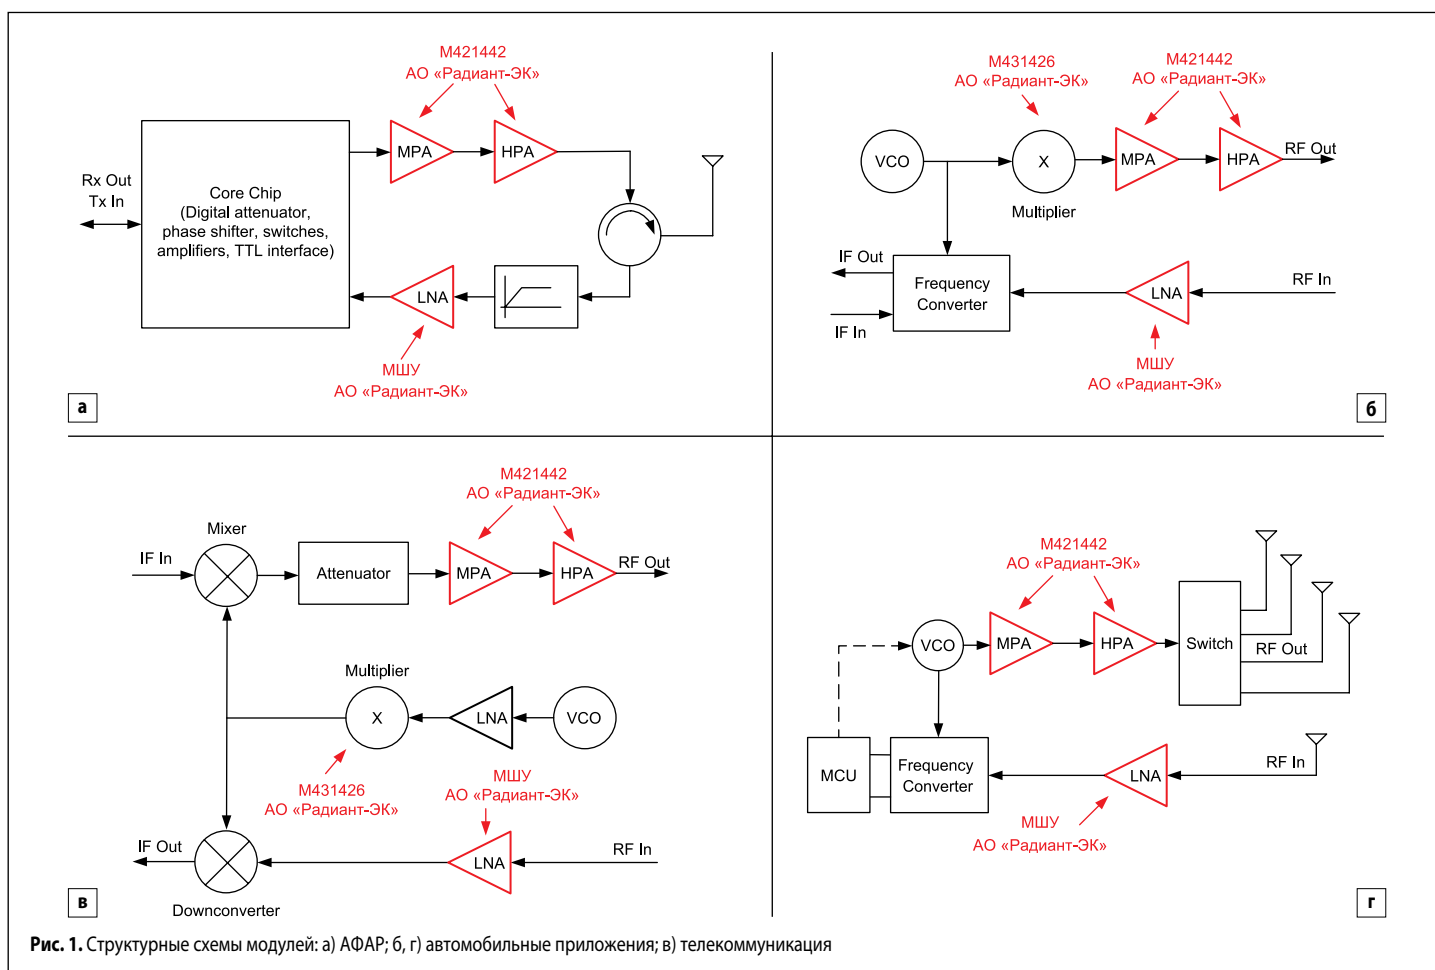 M421442
АО «Радиант-ЭК»
MPA
HPA
Rx Out
Tx In
Core Chip
(Digital attenuator,
phase shifter, switches,
amplifiers, TTL interface)
LNA
МШУ
АО «Радиант-ЭК»
а
M431426
АО «Радиант-ЭК»
M421442
АО «Радиант-ЭК»
VCO
X
MPA
HPA
RF Out
Multiplier
IF Out
Frequency
Converter
LNA
RF In
IF In
МШУ
АО «Радиант-ЭК»
б
M421442
АО «Радиант-ЭК»
Mixer
IF In
Attenuator
MPA
HPA
RF Out
Multiplier
X
LNA
VCO
M431426
АО «Радиант-ЭК»
МШУ
АО «Радиант-ЭК»
IF Out
LNA
RF In
Downconverter
в
M421442
АО «Радиант-ЭК»
VCO
MPA
HPA
Switch
RF Out
MCU
Frequency
Converter
LNA
RF In
МШУ
АО «Радиант-ЭК»
г
Рис. 1. Структурные схемы модулей: а) АФАР; б, г) автомобильные приложения; в) телекоммуникация